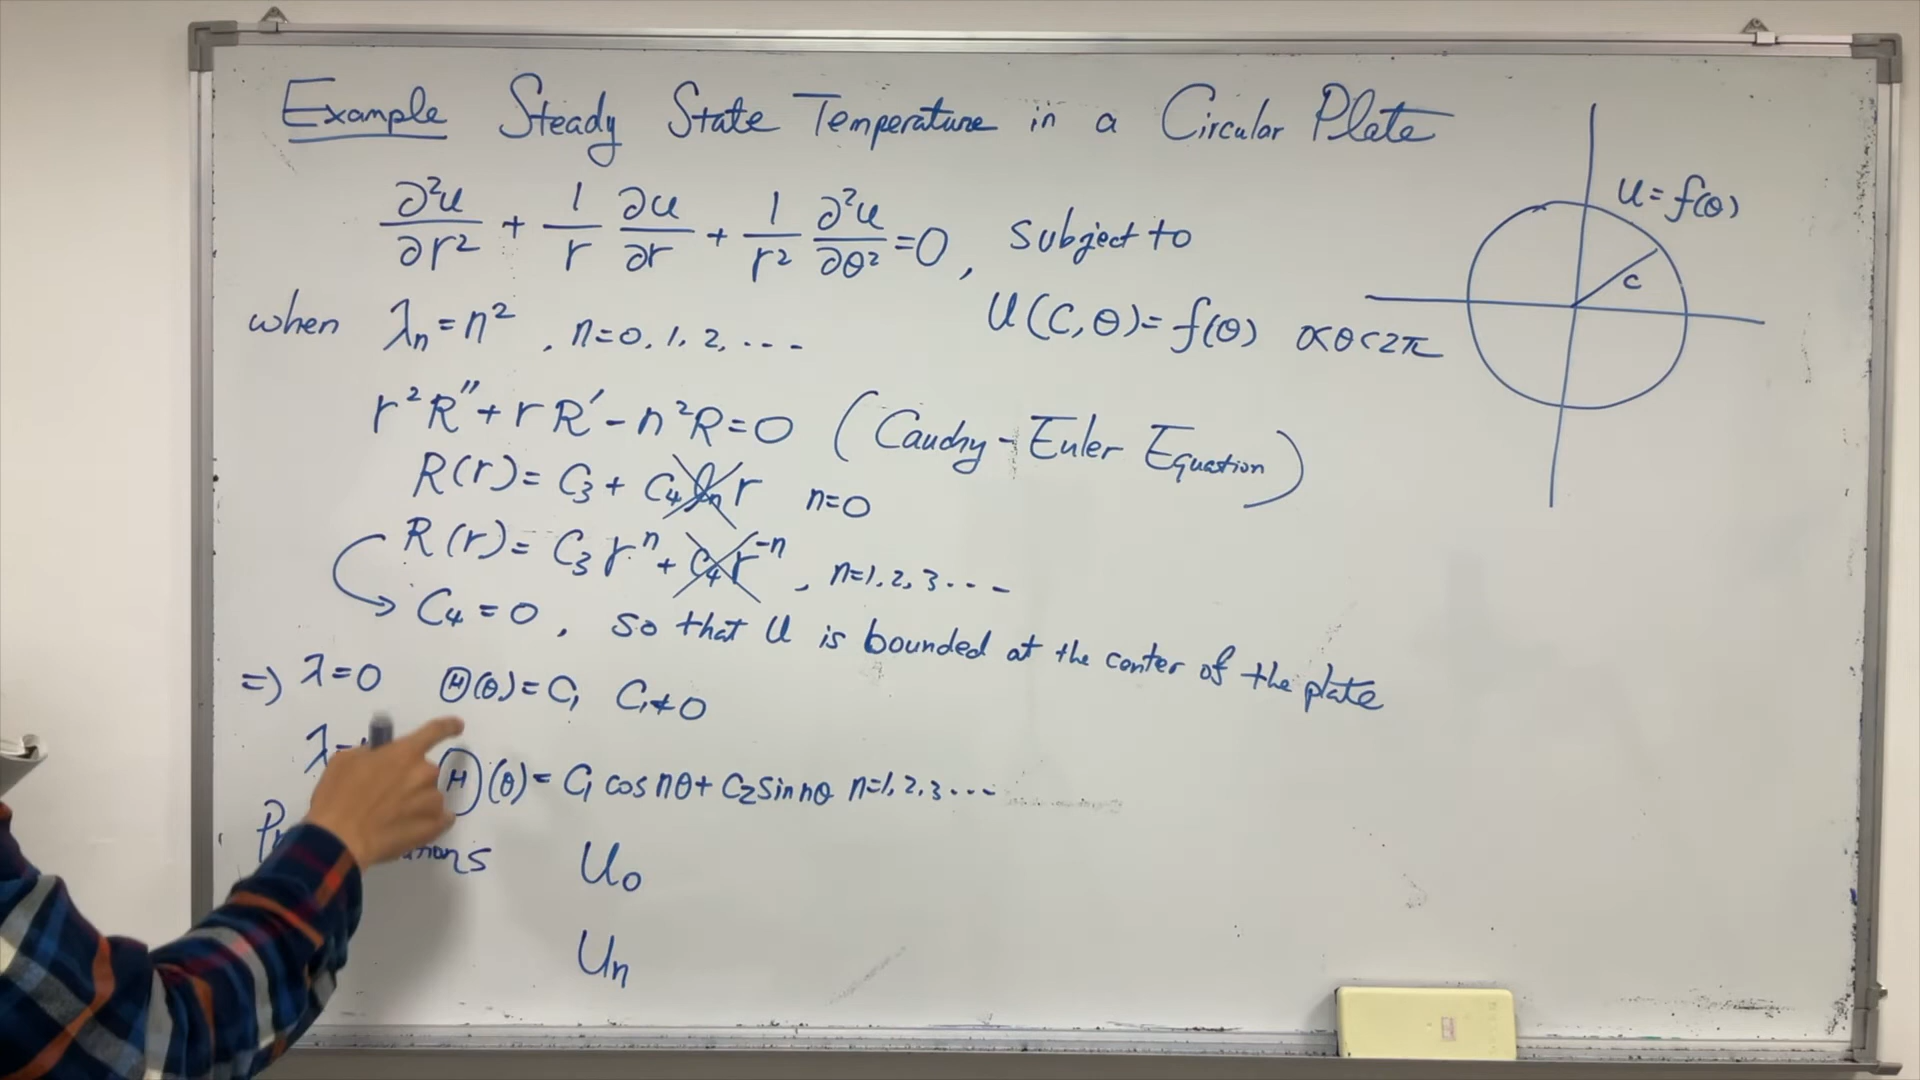 Example Steady State Temperature in a Circular Plate
∂²u/∂r² + 1/r ∂u/∂r + 1/r² ∂²u/∂θ² = 0, subject to
U = f(θ)
c
when λₙ = n², n=0, 1, 2, ...
U(C, θ) = f(θ) 0<θ<2π
r²R″ + rR′ − n²R = 0 (Cauchy-Euler Equation)
R(r) = C₃ + C₄ ln r n=0
R(r) = C₃ rⁿ + C₄ r⁻ⁿ, n=1, 2, 3 ...
C₄ = 0, so that U is bounded at the center of the plate
⇒ λ=0 Θ(θ) = C₁ C₁≠0
λ= Θ(θ) = C₁ cos nθ + C₂ sin nθ n=1, 2, 3 ...
U₀
Uₙ